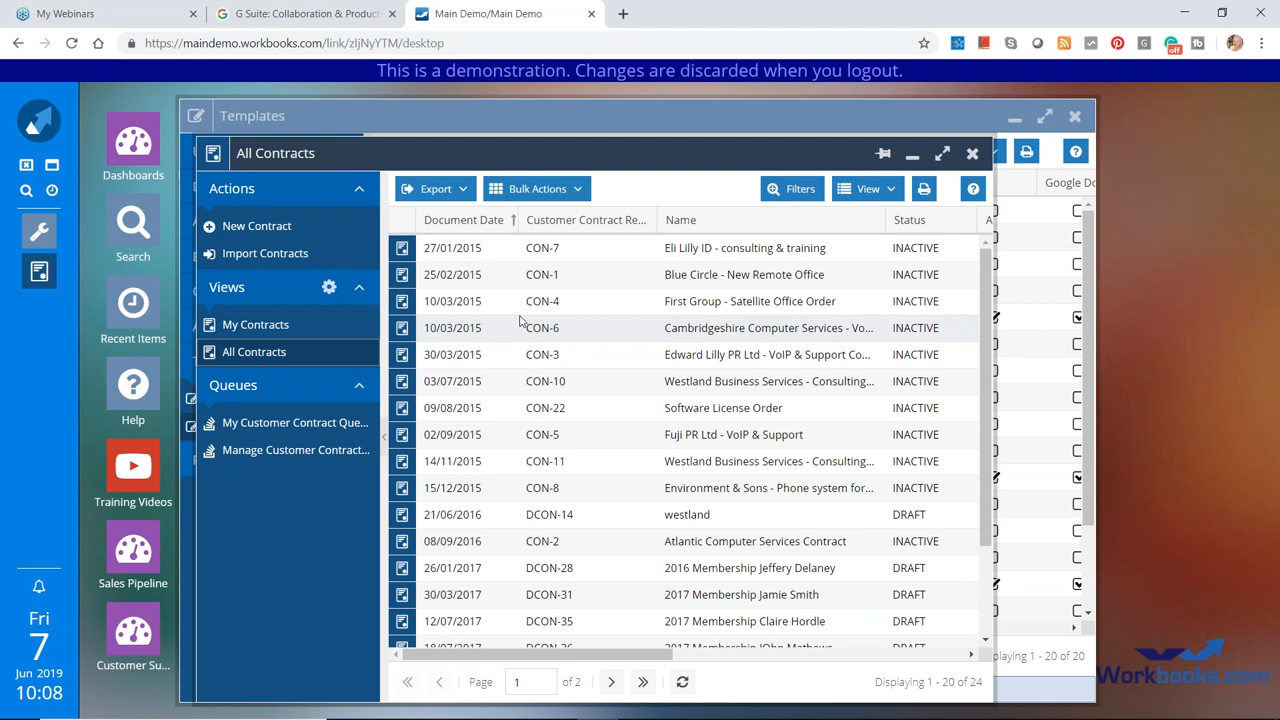 My Webinars
G Suite: Collaboration & Product
Main Demo/Main Demo
https://maindemo.workbooks.com/link/zljNyYTM/desktop
off
This is a demonstration. Changes are discarded when you logout.
Dashboards
Search
Recent Items
Help
Training Videos
Sales Pipeline
Customer Su...
Fri
7
Jun 2019
10:08
Templates
All Contracts
Actions
New Contract
Import Contracts
Views
My Contracts
All Contracts
Queues
My Customer Contract Que...
Manage Customer Contract...
Export
Bulk Actions
Filters
View
Google Do
Document Date Customer Contract Re... Name Status A
27/01/2015 CON-7 Eli Lilly ID - consulting & training INACTIVE
25/02/2015 CON-1 Blue Circle - New Remote Office INACTIVE
10/03/2015 CON-4 First Group - Satellite Office Order INACTIVE
10/03/2015 CON-6 Cambridgeshire Computer Services - Vo... INACTIVE
30/03/2015 CON-3 Edward Lilly PR Ltd - VoIP & Support Co... INACTIVE
03/07/2015 CON-10 Westland Business Services - Consulting... INACTIVE
09/08/2015 CON-22 Software License Order INACTIVE
02/09/2015 CON-5 Fuji PR Ltd - VoIP & Support INACTIVE
14/11/2015 CON-11 Westland Business Services - Consulting... INACTIVE
15/12/2015 CON-8 Environment & Sons - Phone system for... INACTIVE
21/06/2016 DCON-14 westland DRAFT
08/09/2016 CON-2 Atlantic Computer Services Contract INACTIVE
26/01/2017 DCON-28 2016 Membership Jeffery Delaney DRAFT
30/03/2017 DCON-31 2017 Membership Jamie Smith DRAFT
12/07/2017 DCON-35 2017 Membership Claire Hordle DRAFT
18/07/2017 DCON-36 2017 Membership JOhn Mathews DRAFT
Page 1 of 2
Displaying 1 - 20 of 24
playing 1 - 20 of 20
Workbooks.com